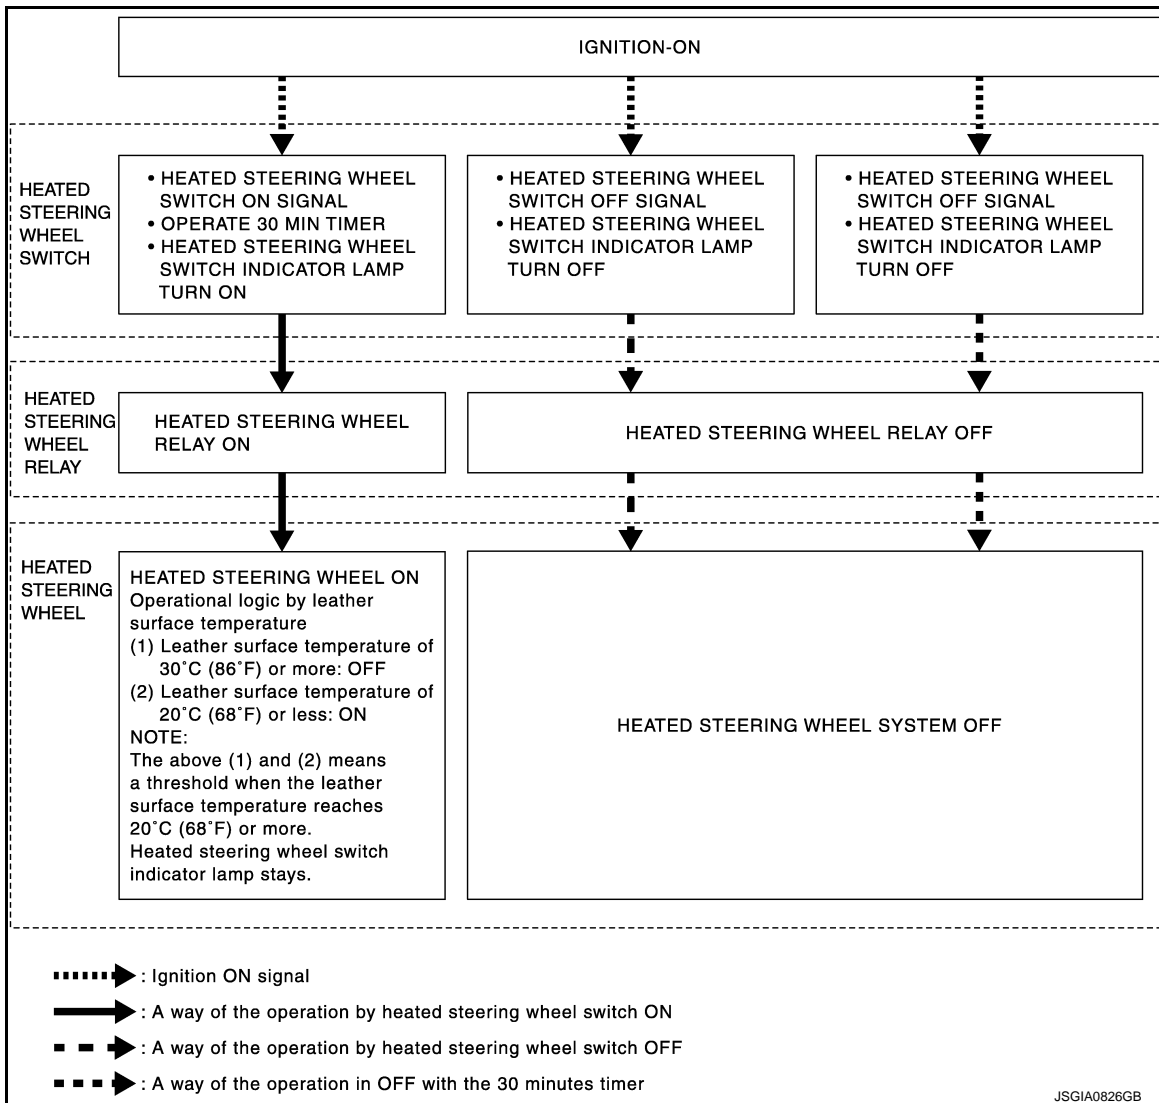 IGNITION-ON
HEATED
STEERING
WHEEL
SWITCH
• HEATED STEERING WHEEL
SWITCH ON SIGNAL
• OPERATE 30 MIN TIMER
• HEATED STEERING WHEEL
SWITCH INDICATOR LAMP
TURN ON
• HEATED STEERING WHEEL
SWITCH OFF SIGNAL
• HEATED STEERING WHEEL
SWITCH INDICATOR LAMP
TURN OFF
• HEATED STEERING WHEEL
SWITCH OFF SIGNAL
• HEATED STEERING WHEEL
SWITCH INDICATOR LAMP
TURN OFF
HEATED
STEERING
WHEEL
RELAY
HEATED STEERING WHEEL
RELAY ON
HEATED STEERING WHEEL RELAY OFF
HEATED
STEERING
WHEEL
HEATED STEERING WHEEL ON
Operational logic by leather
surface temperature
(1) Leather surface temperature of
30˚C (86˚F) or more: OFF
(2) Leather surface temperature of
20˚C (68˚F) or less: ON
NOTE:
The above (1) and (2) means
a threshold when the leather
surface temperature reaches
20˚C (68˚F) or more.
Heated steering wheel switch
indicator lamp stays.
HEATED STEERING WHEEL SYSTEM OFF
: Ignition ON signal
: A way of the operation by heated steering wheel switch ON
: A way of the operation by heated steering wheel switch OFF
: A way of the operation in OFF with the 30 minutes timer
JSGIA0826GB